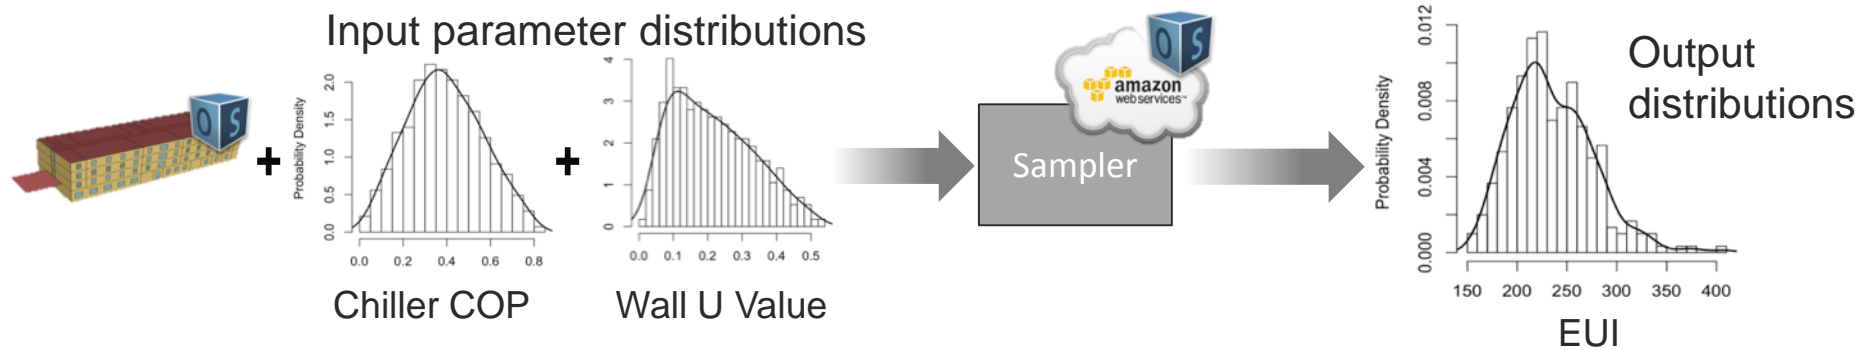 Input parameter distributions
OS
+
Probability Density
2.0
1.5
1.0
0.5
0.0
0.0 0.2 0.4 0.6 0.8
Chiller COP
+
4
3
2
1
0
0.0 0.1 0.2 0.3 0.4 0.5
Wall U Value
OS
amazon
webservices™
Sampler
Probability Density
0.012
0.008
0.004
0.000
150 200 250 300 350 400
EUI
Output
distributions